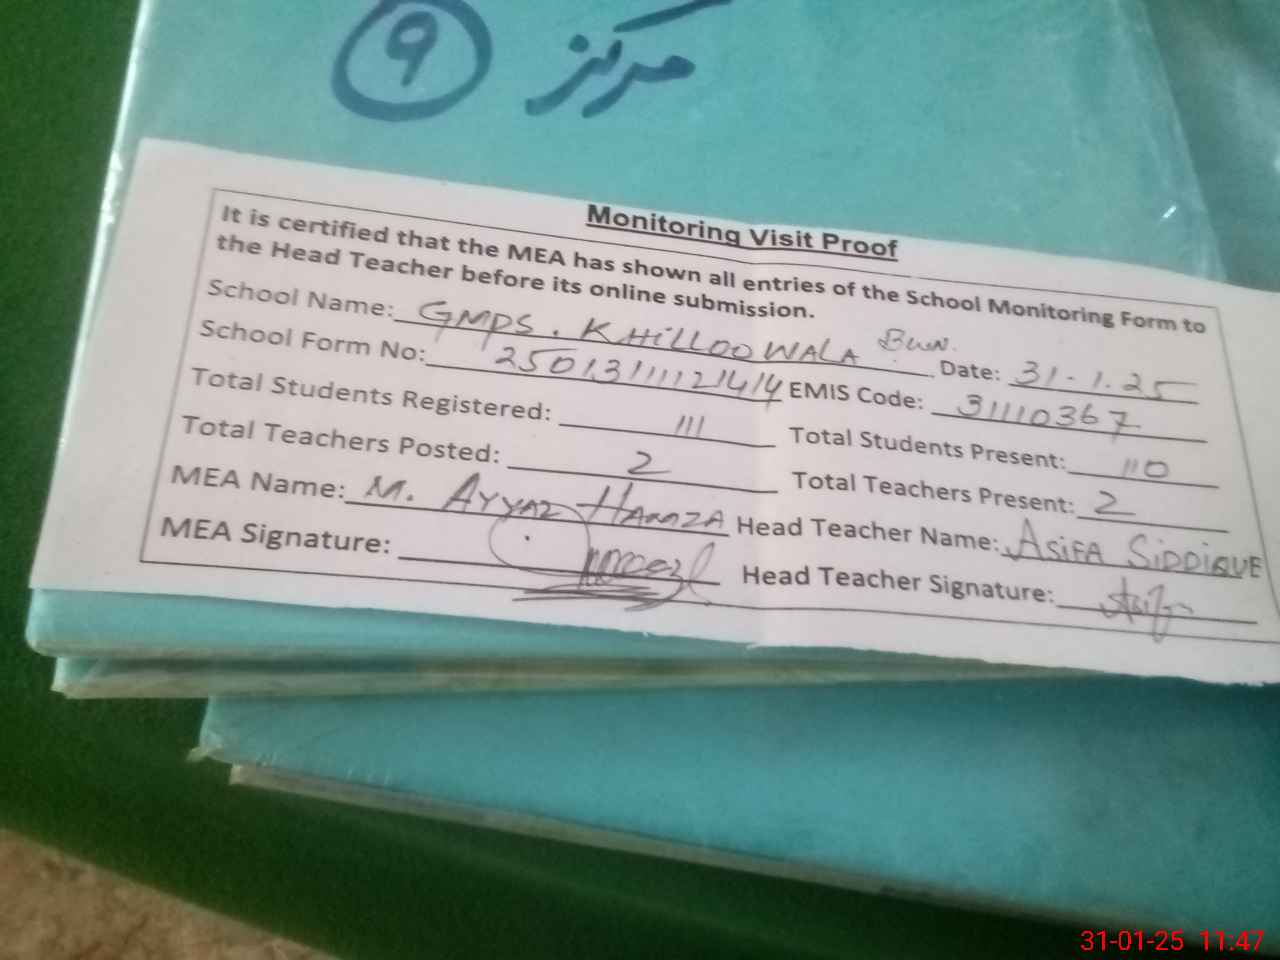 9 مرکز
Monitoring Visit Proof
It is certified that the MEA has shown all entries of the School Monitoring Form to
the Head Teacher before its online submission.
School Name: GMPS. KHiLLOOWALA Bwn. Date: 31-1.25
School Form No: 25013111121414 EMIS Code: 31110367
Total Students Registered: 111 Total Students Present: 110
Total Teachers Posted: 2 Total Teachers Present: 2
MEA Name: M. AYYAZ HAMZA Head Teacher Name: ASiFA SiDDiQUE
MEA Signature: Head Teacher Signature:
31-01-25 11:47